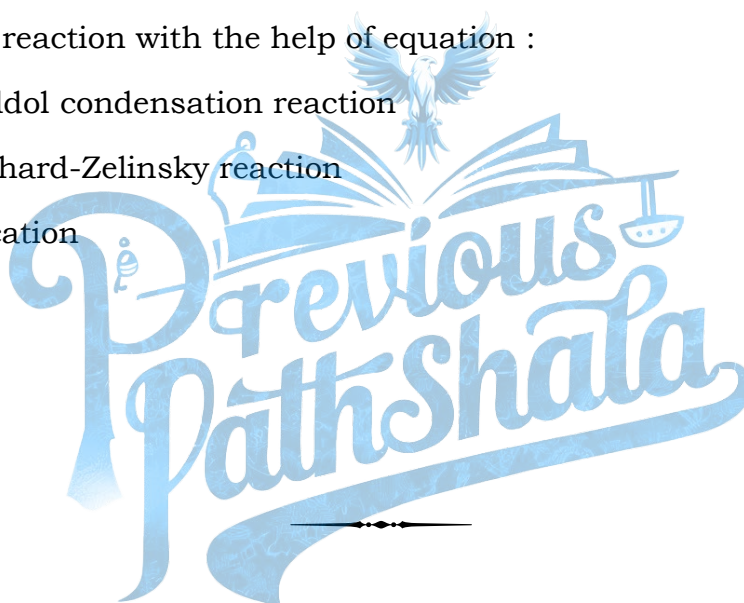 reaction with the help of equation :
ldol condensation reaction
hard-Zelinsky reaction
cation
Previous
PathShala